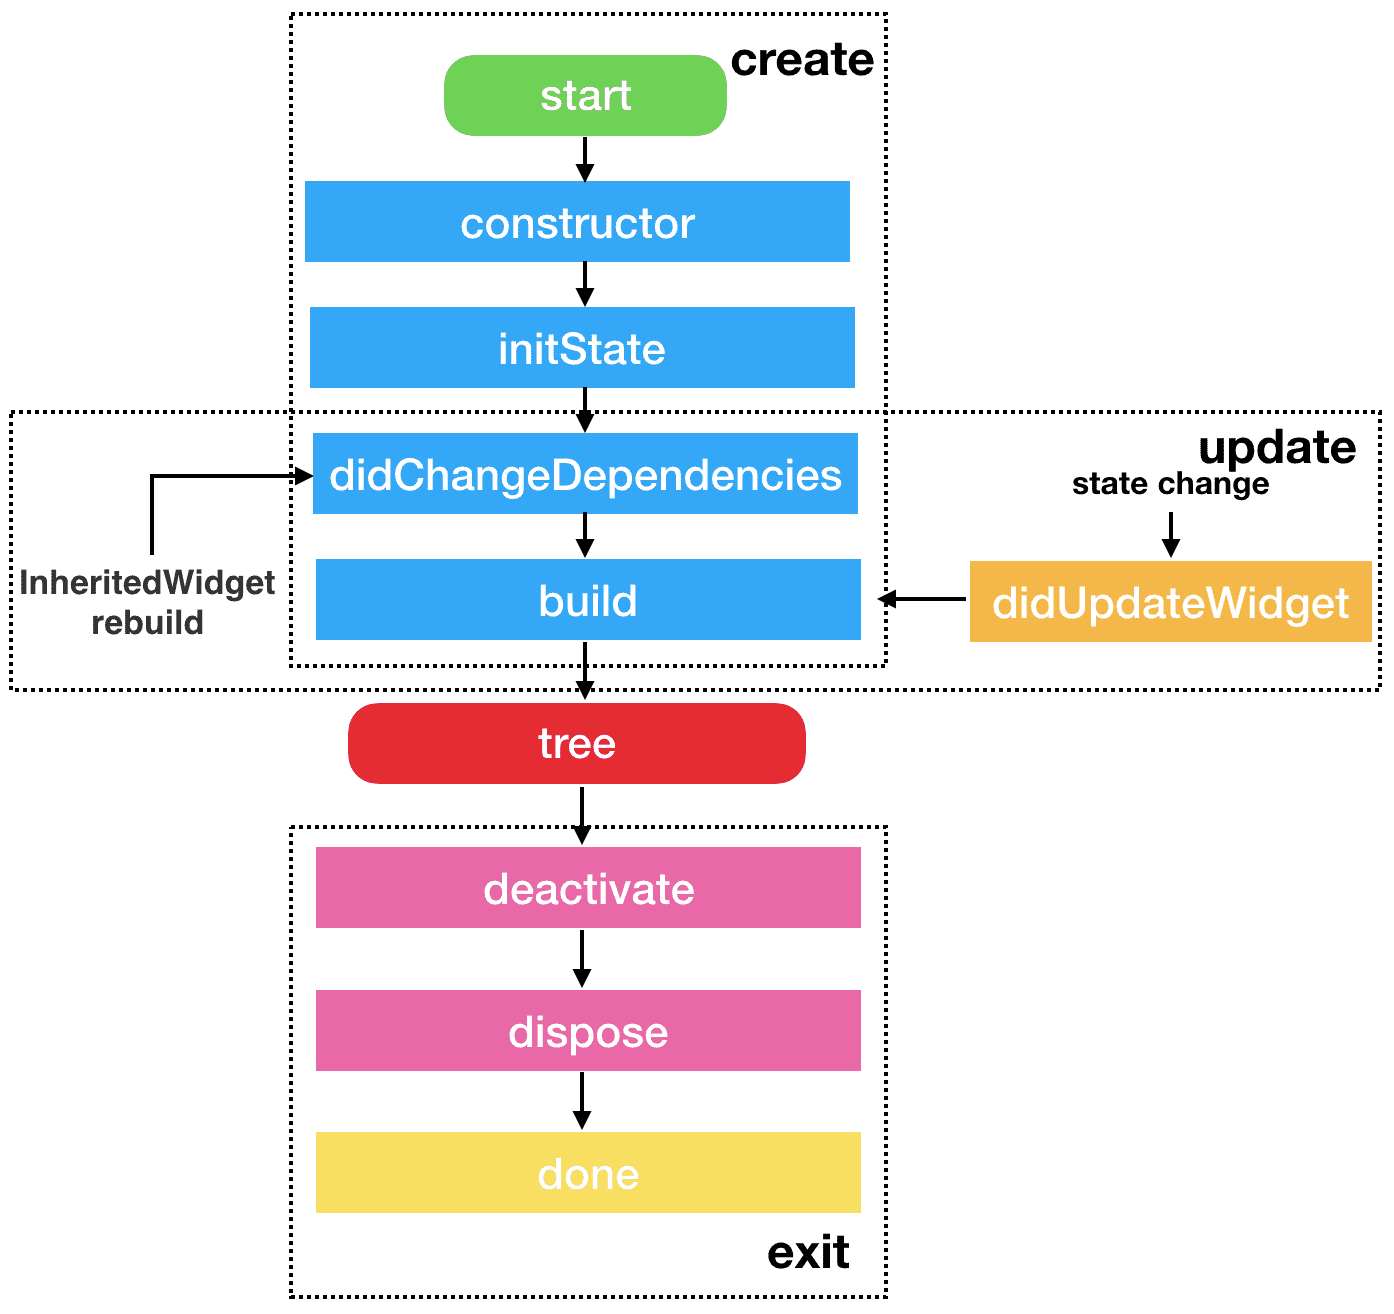 create
start
constructor
initState
update
state change
didChangeDependencies
InheritedWidget
rebuild
build
didUpdateWidget
tree
deactivate
dispose
done
exit